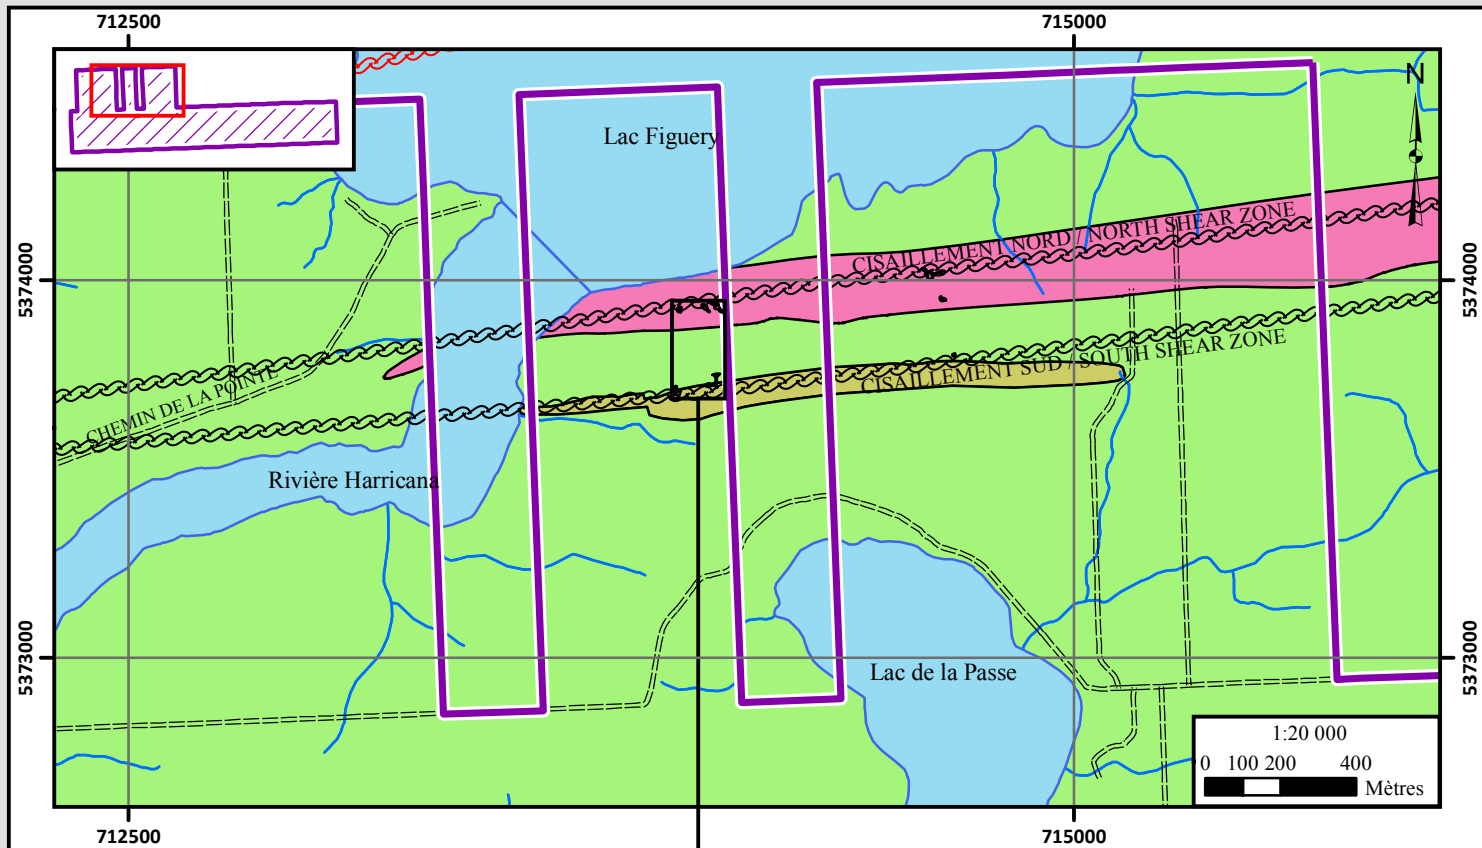 712500
715000
N
Lac Figuery
CISAILLEMENT NORD / NORTH SHEAR ZONE
5374000
5374000
CISAILLEMENT SUD / SOUTH SHEAR ZONE
CHEMIN DE LA POINTE
Rivière Harricana
5373000
5373000
Lac de la Passe
1:20 000
0 100 200 400
Mètres
712500
715000